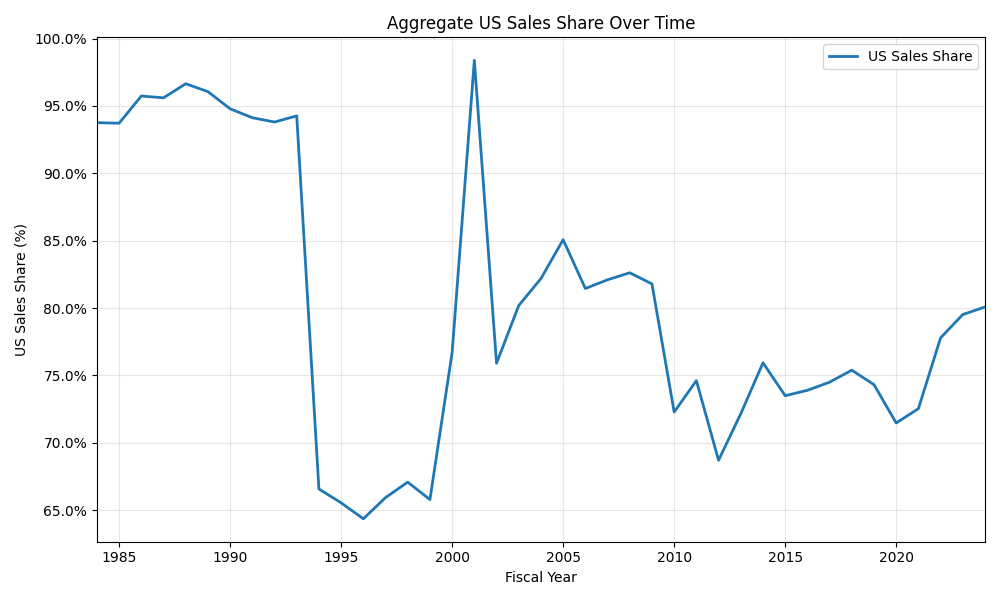 Aggregate US Sales Share Over Time
100.0%
95.0%
90.0%
85.0%
80.0%
75.0%
70.0%
65.0%
US Sales Share (%)
US Sales Share
1985 1990 1995 2000 2005 2010 2015 2020
Fiscal Year